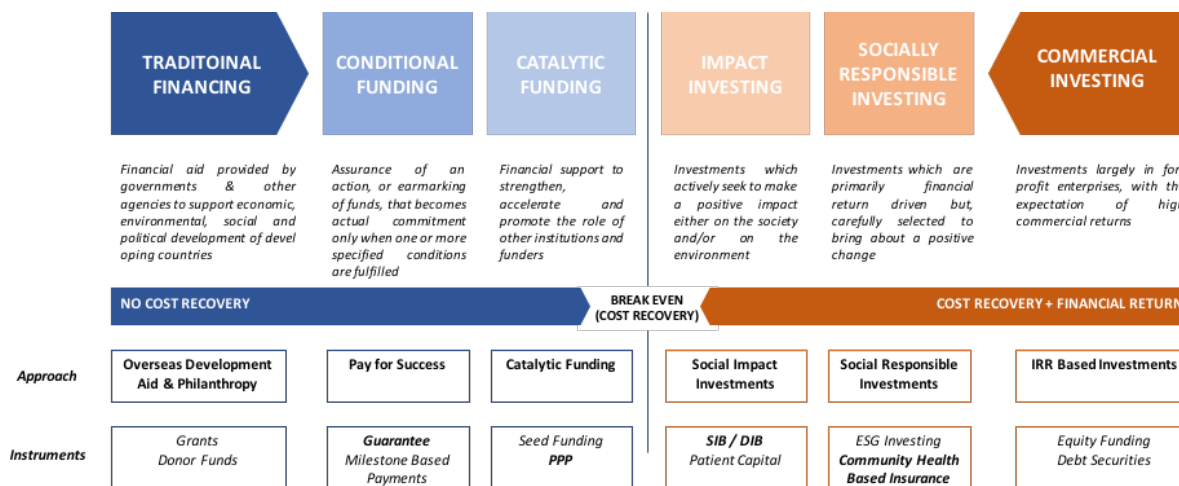 TRADITOINAL
FINANCING
CONDITIONAL
FUNDING
CATALYTIC
FUNDING
IMPACT
INVESTING
SOCIALLY
RESPONSIBLE
INVESTING
COMMERCIAL
INVESTING
Financial aid provided by
governments & other
agencies to support economic,
environmental, social and
political development of devel
oping countries
Assurance of an
action, or earmarking
of funds, that becomes
actual commitment
only when one or more
specified conditions
are fulfilled
Financial support to
strengthen,
accelerate and
promote the role of
other institutions and
funders
Investments which
actively seek to make
a positive impact
either on the society
and/or on the
environment
Investments which are
primarily financial
return driven but,
carefully selected to
bring about a positive
change
Investments largely in for
profit enterprises, with the
expectation of high
commercial returns
NO COST RECOVERY
BREAK EVEN
(COST RECOVERY)
COST RECOVERY + FINANCIAL RETURN
Approach
Overseas Development
Aid & Philanthropy
Pay for Success
Catalytic Funding
Social Impact
Investments
Social Responsible
Investments
IRR Based Investments
Instruments
Grants
Donor Funds
Guarantee
Milestone Based
Payments
Seed Funding
PPP
SIB / DIB
Patient Capital
ESG Investing
Community Health
Based Insurance
Equity Funding
Debt Securities